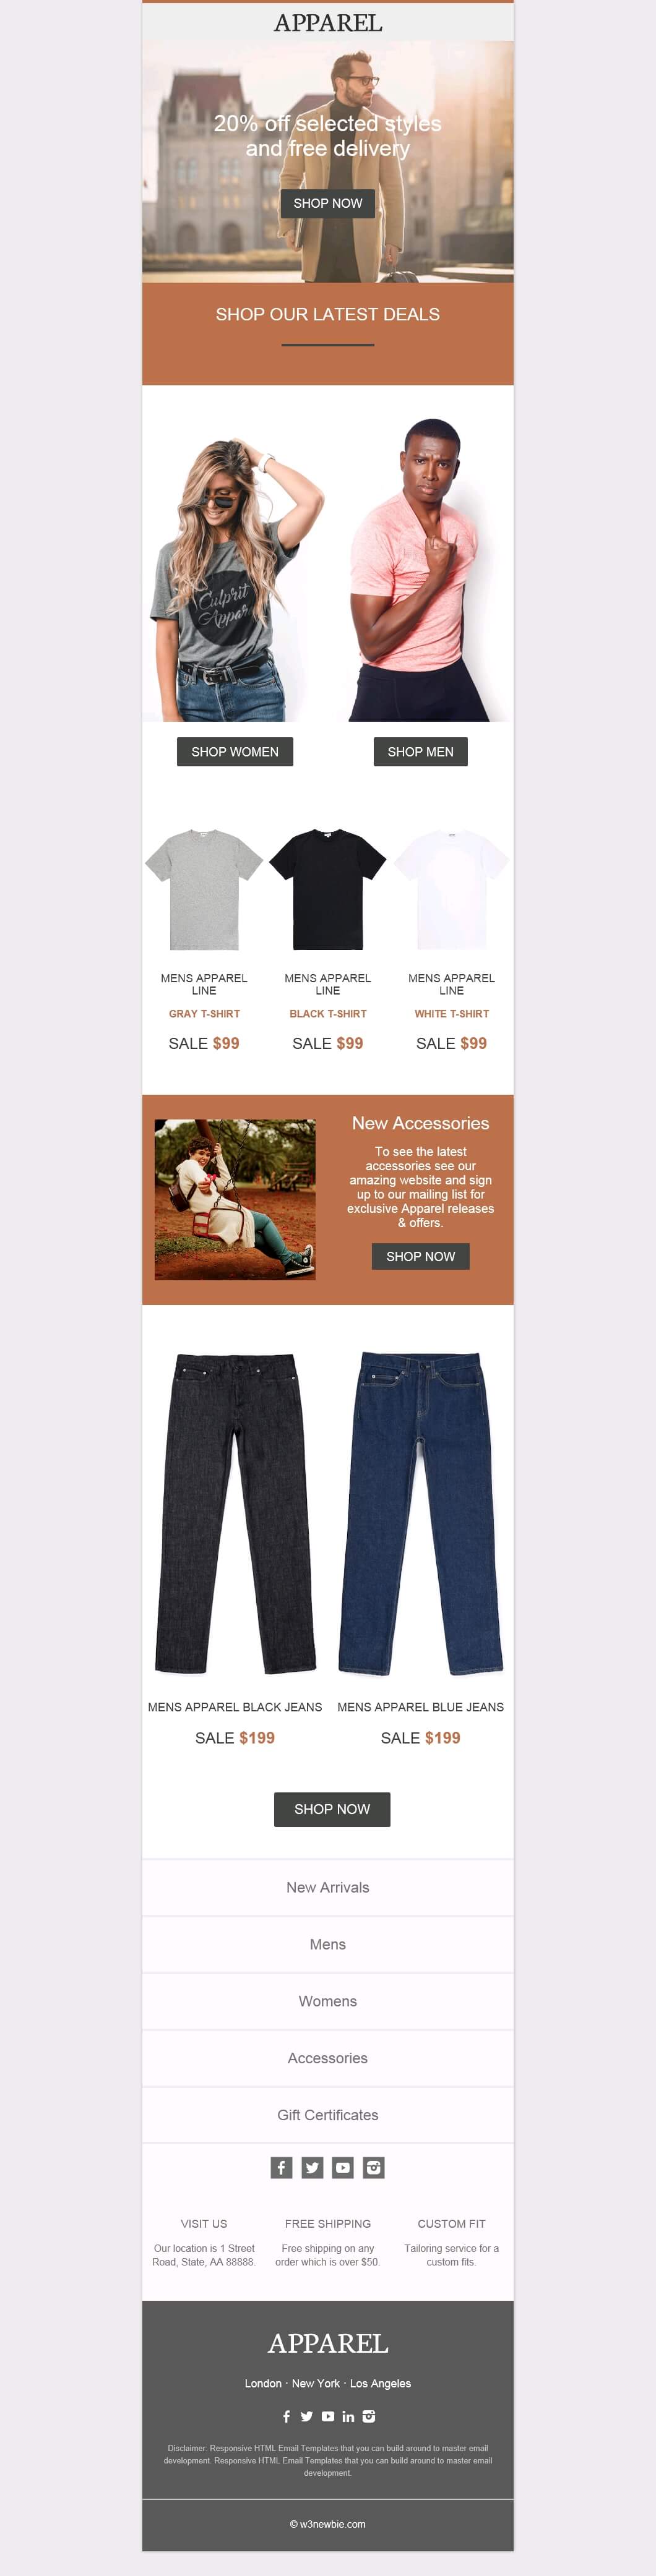 APPAREL
20% off selected styles
and free delivery
SHOP NOW
SHOP OUR LATEST DEALS
Culprit
Appar
SHOP WOMEN
SHOP MEN
MENS APPAREL
LINE
GRAY T-SHIRT
SALE $99
MENS APPAREL
LINE
BLACK T-SHIRT
SALE $99
MENS APPAREL
LINE
WHITE T-SHIRT
SALE $99
New Accessories
To see the latest
accessories see our
amazing website and sign
up to our mailing list for
exclusive Apparel releases
& offers.
SHOP NOW
MENS APPAREL BLACK JEANS
SALE $199
MENS APPAREL BLUE JEANS
SALE $199
SHOP NOW
New Arrivals
Mens
Womens
Accessories
Gift Certificates
VISIT US
Our location is 1 Street
Road, State, AA 88888.
FREE SHIPPING
Free shipping on any
order which is over $50.
CUSTOM FIT
Tailoring service for a
custom fits.
APPAREL
London · New York · Los Angeles
Disclaimer: Responsive HTML Email Templates that you can build around to master email
development. Responsive HTML Email Templates that you can build around to master email
development.
© w3newbie.com